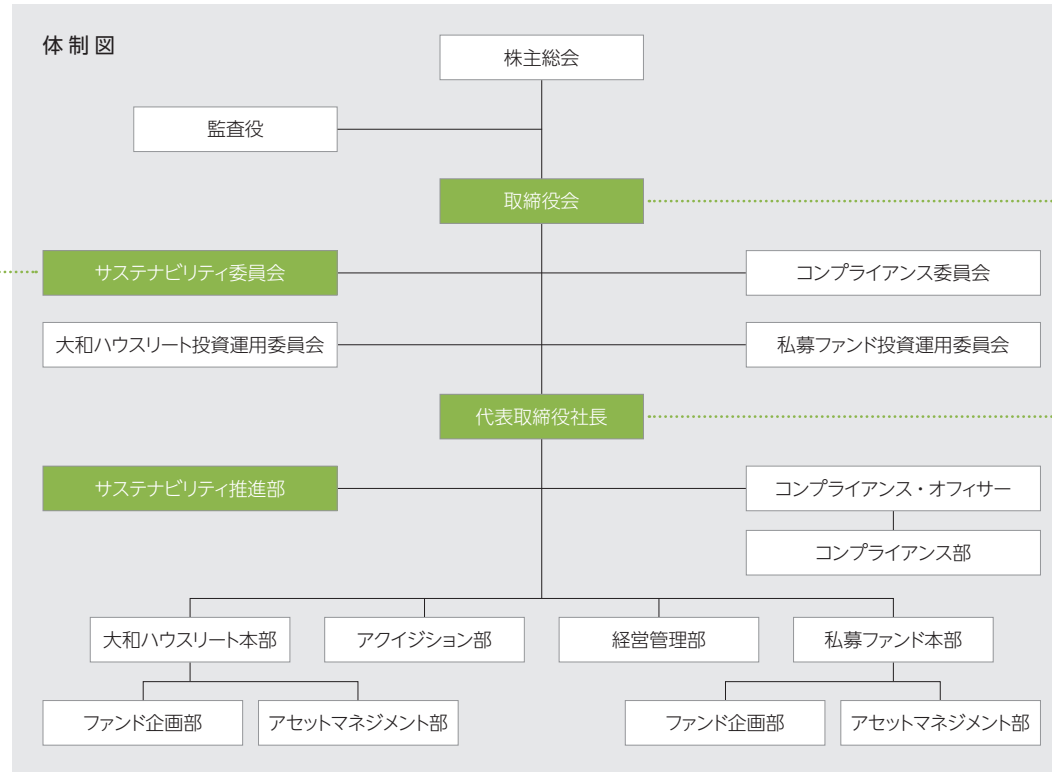 体制図
株主総会
監査役
取締役会
サステナビリティ委員会
コンプライアンス委員会
大和ハウスリート投資運用委員会
私募ファンド投資運用委員会
代表取締役社長
サステナビリティ推進部
コンプライアンス・オフィサー
コンプライアンス部
大和ハウスリート本部
アクイジション部
経営管理部
私募ファンド本部
ファンド企画部
アセットマネジメント部
ファンド企画部
アセットマネジメント部